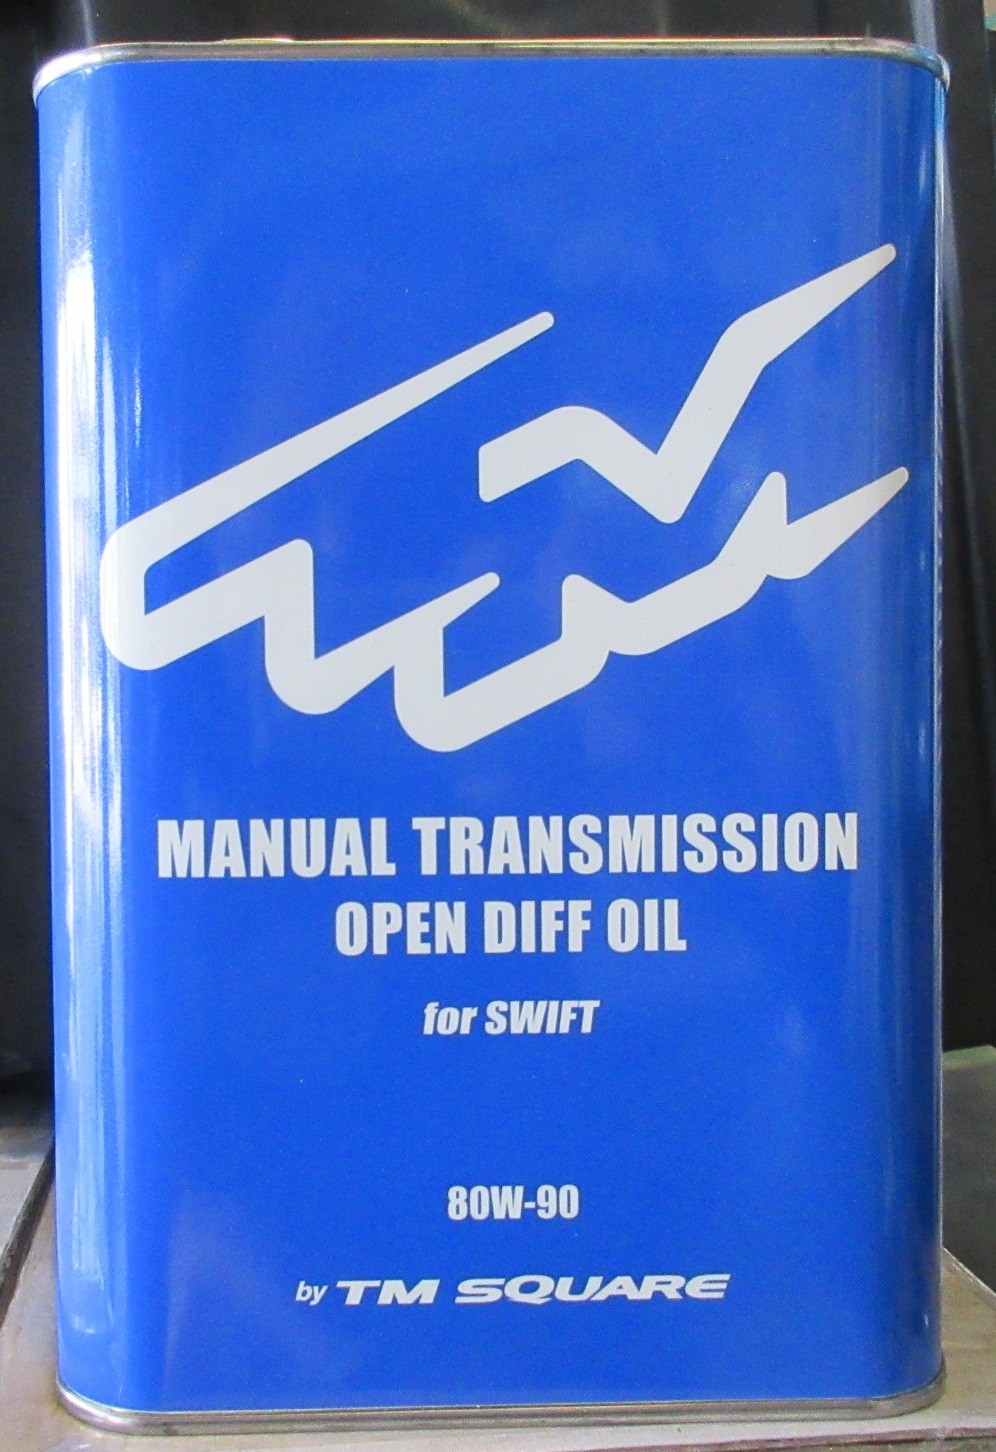 MANUAL TRANSMISSION
OPEN DIFF OIL
for SWIFT
80W-90
by TM SQUARE